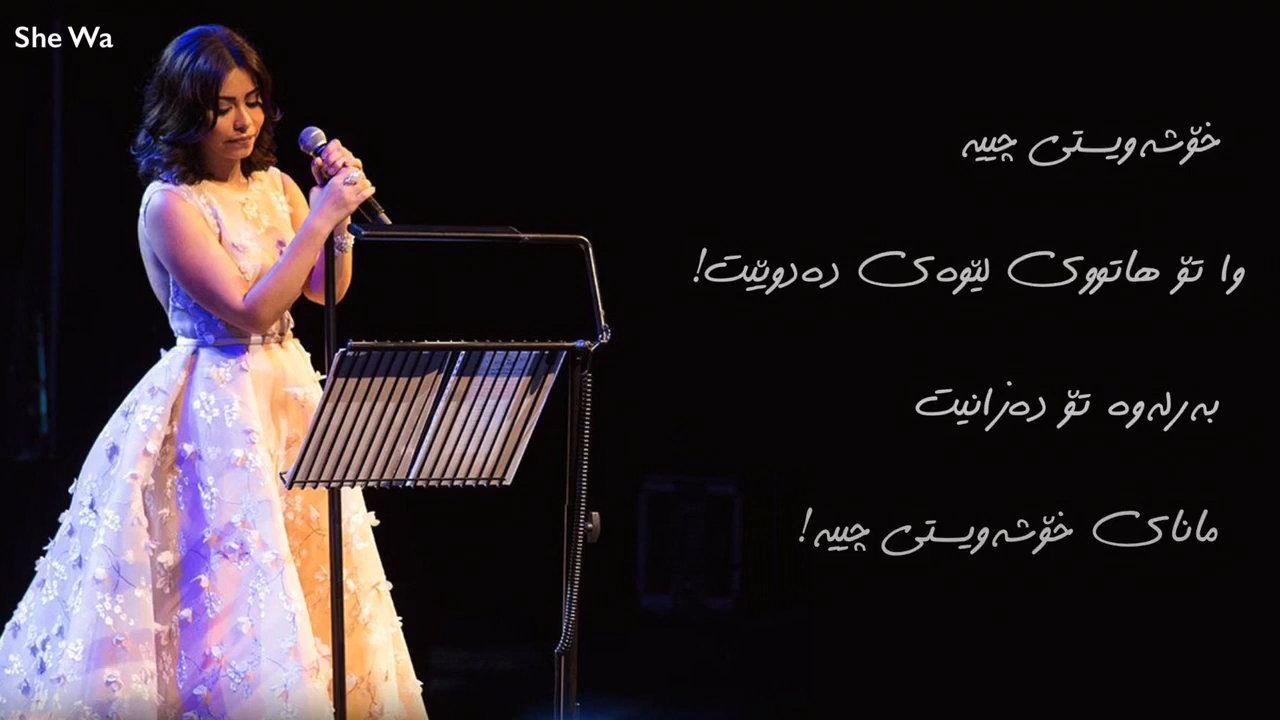 She Wa
خۆشەویستی چییە
وا تۆ هاتووی لێوەی دەدوێیت!
بەرلەوە تۆ دەزانیت
مانای خۆشەویستی چییە!